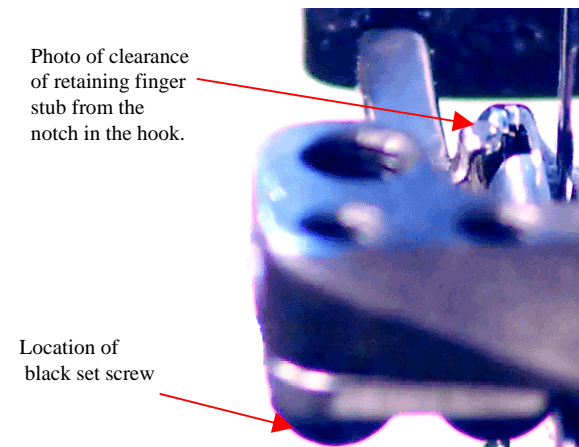 Photo of clearance
of retaining finger
stub from the
notch in the hook.
Location of
black set screw